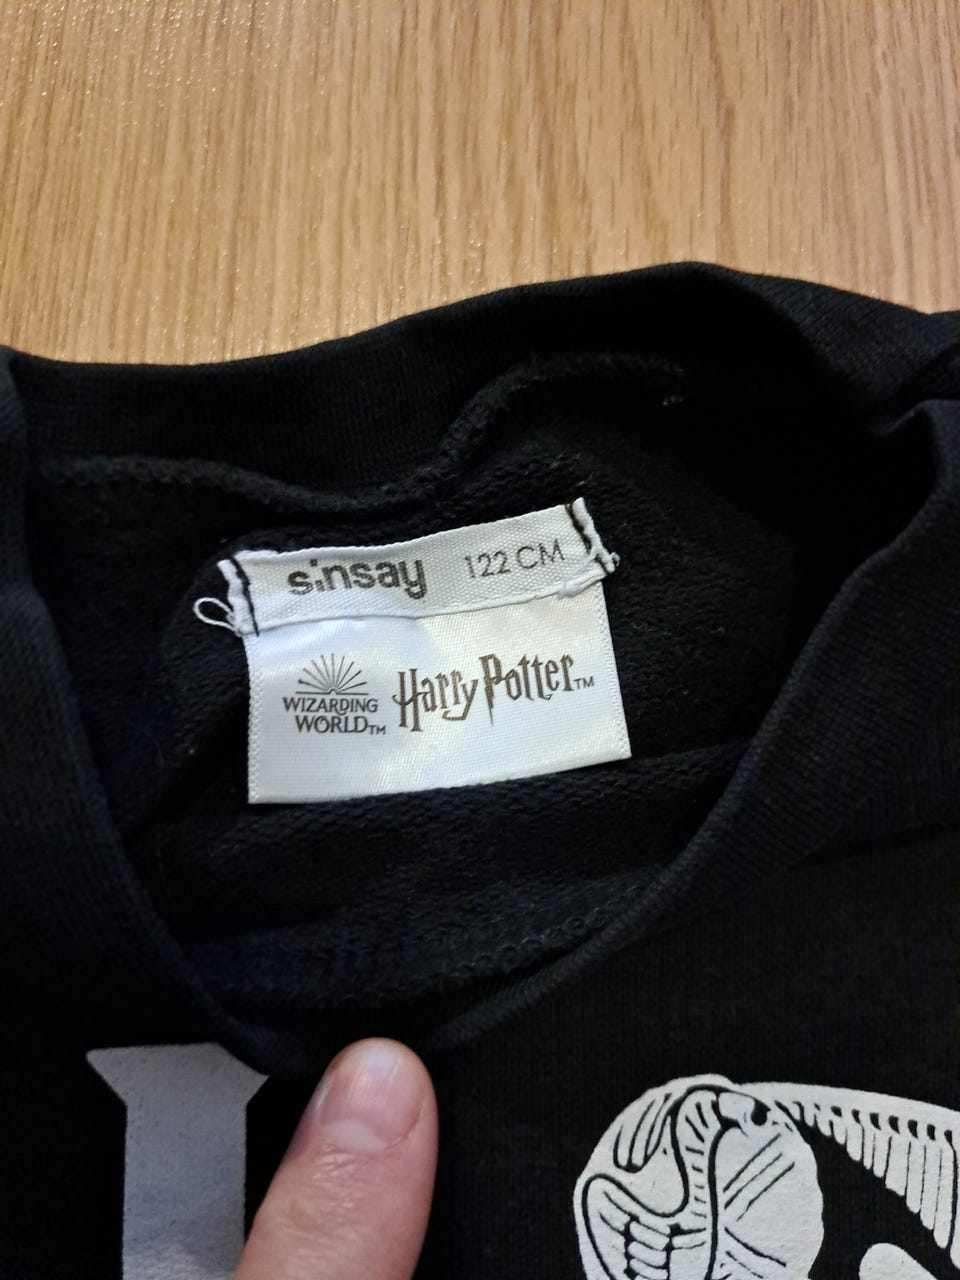 sinsay 122 CM
WIZARDING
WORLD™ Harry Potter™